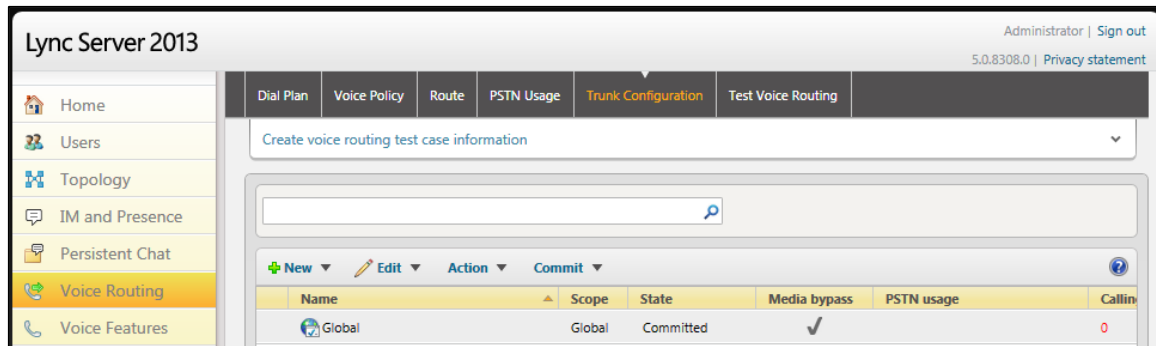 Lync Server 2013
Administrator | Sign out
5.0.8308.0 | Privacy statement
Home
Users
Topology
IM and Presence
Persistent Chat
Voice Routing
Voice Features
Dial Plan Voice Policy Route PSTN Usage Trunk Configuration Test Voice Routing
Create voice routing test case information
New Edit Action Commit
Name Scope State Media bypass PSTN usage Callin
Global Global Committed 0